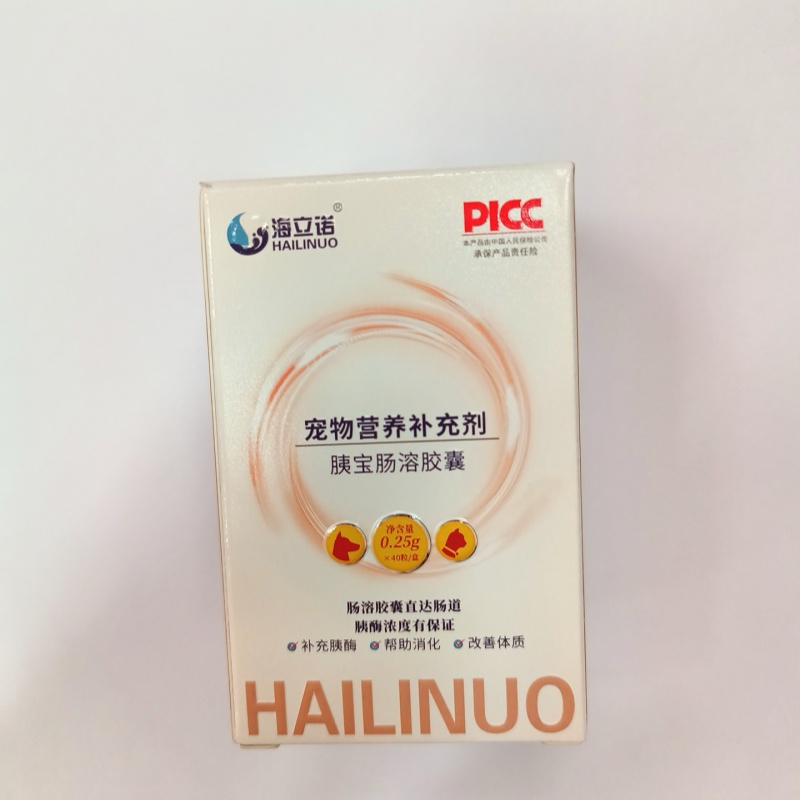 海立诺®
HAILINUO
PICC
本产品由中国人民保险公司
承保产品责任险
宠物营养补充剂
胰宝肠溶胶囊
净含量
0.25g
×40粒/盒
肠溶胶囊直达肠道
胰酶浓度有保证
补充胰酶 帮助消化 改善体质
HAILINUO